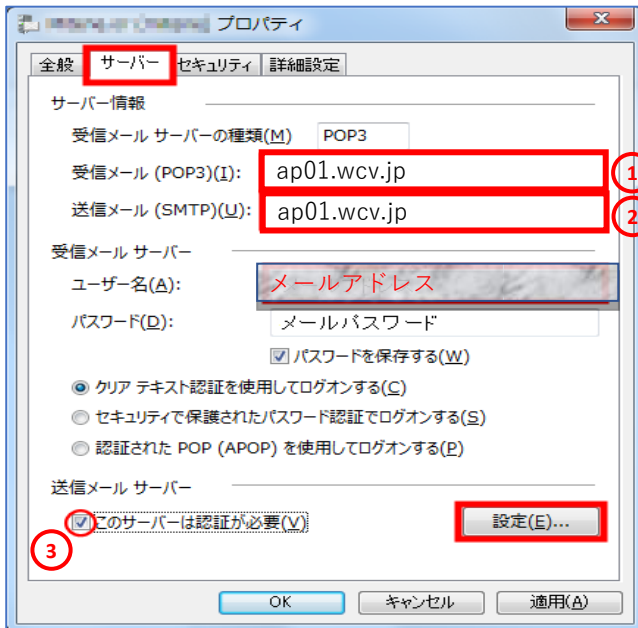 プロパティ
全般 サーバー セキュリティ 詳細設定
サーバー情報
受信メール サーバーの種類(M) POP3
受信メール (POP3)(I): ap01.wcv.jp 1
送信メール (SMTP)(U): ap01.wcv.jp 2
受信メール サーバー
ユーザー名(A): メールアドレス
パスワード(D): メールパスワード
パスワードを保存する(W)
クリア テキスト認証を使用してログオンする(C)
セキュリティで保護されたパスワード認証でログオンする(S)
認証された POP (APOP) を使用してログオンする(P)
送信メール サーバー
このサーバーは認証が必要(V) 設定(E)...
3
OK キャンセル 適用(A)